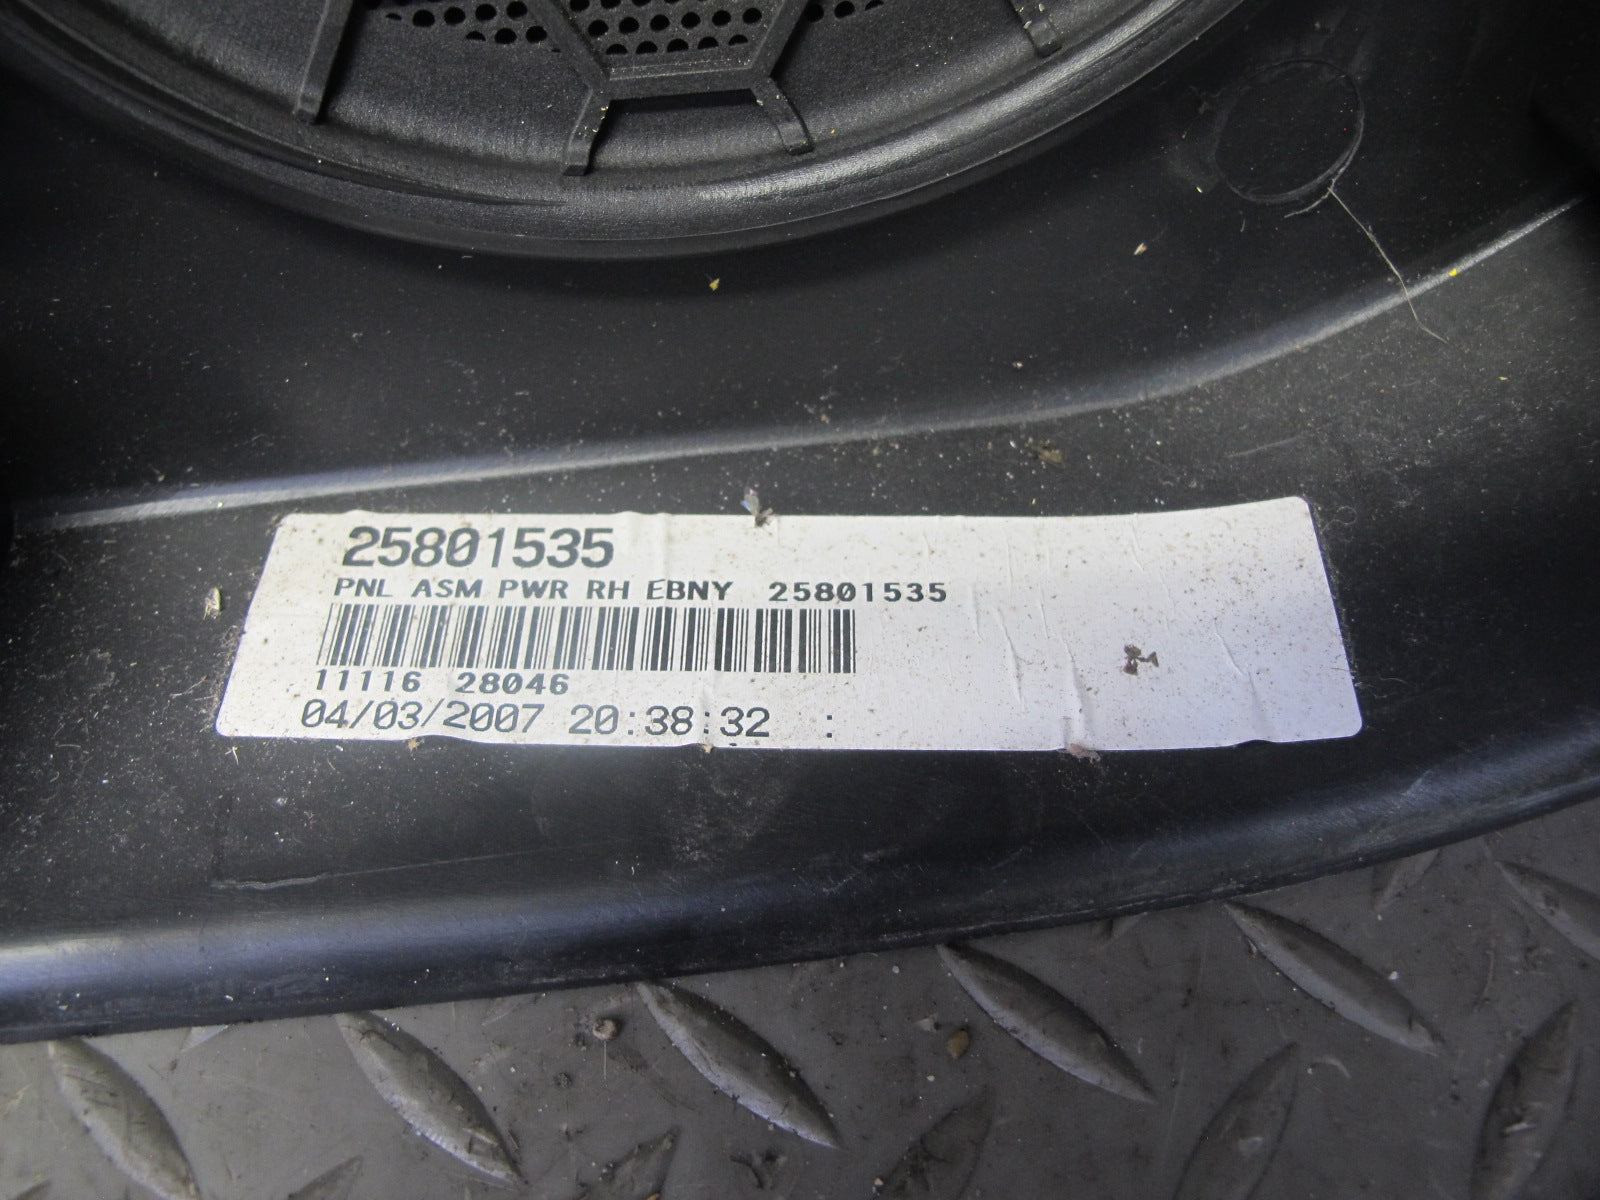 25801535
PNL ASM PWR RH EBNY 25801535
11116 28046
04/03/2007 20:38:32 :